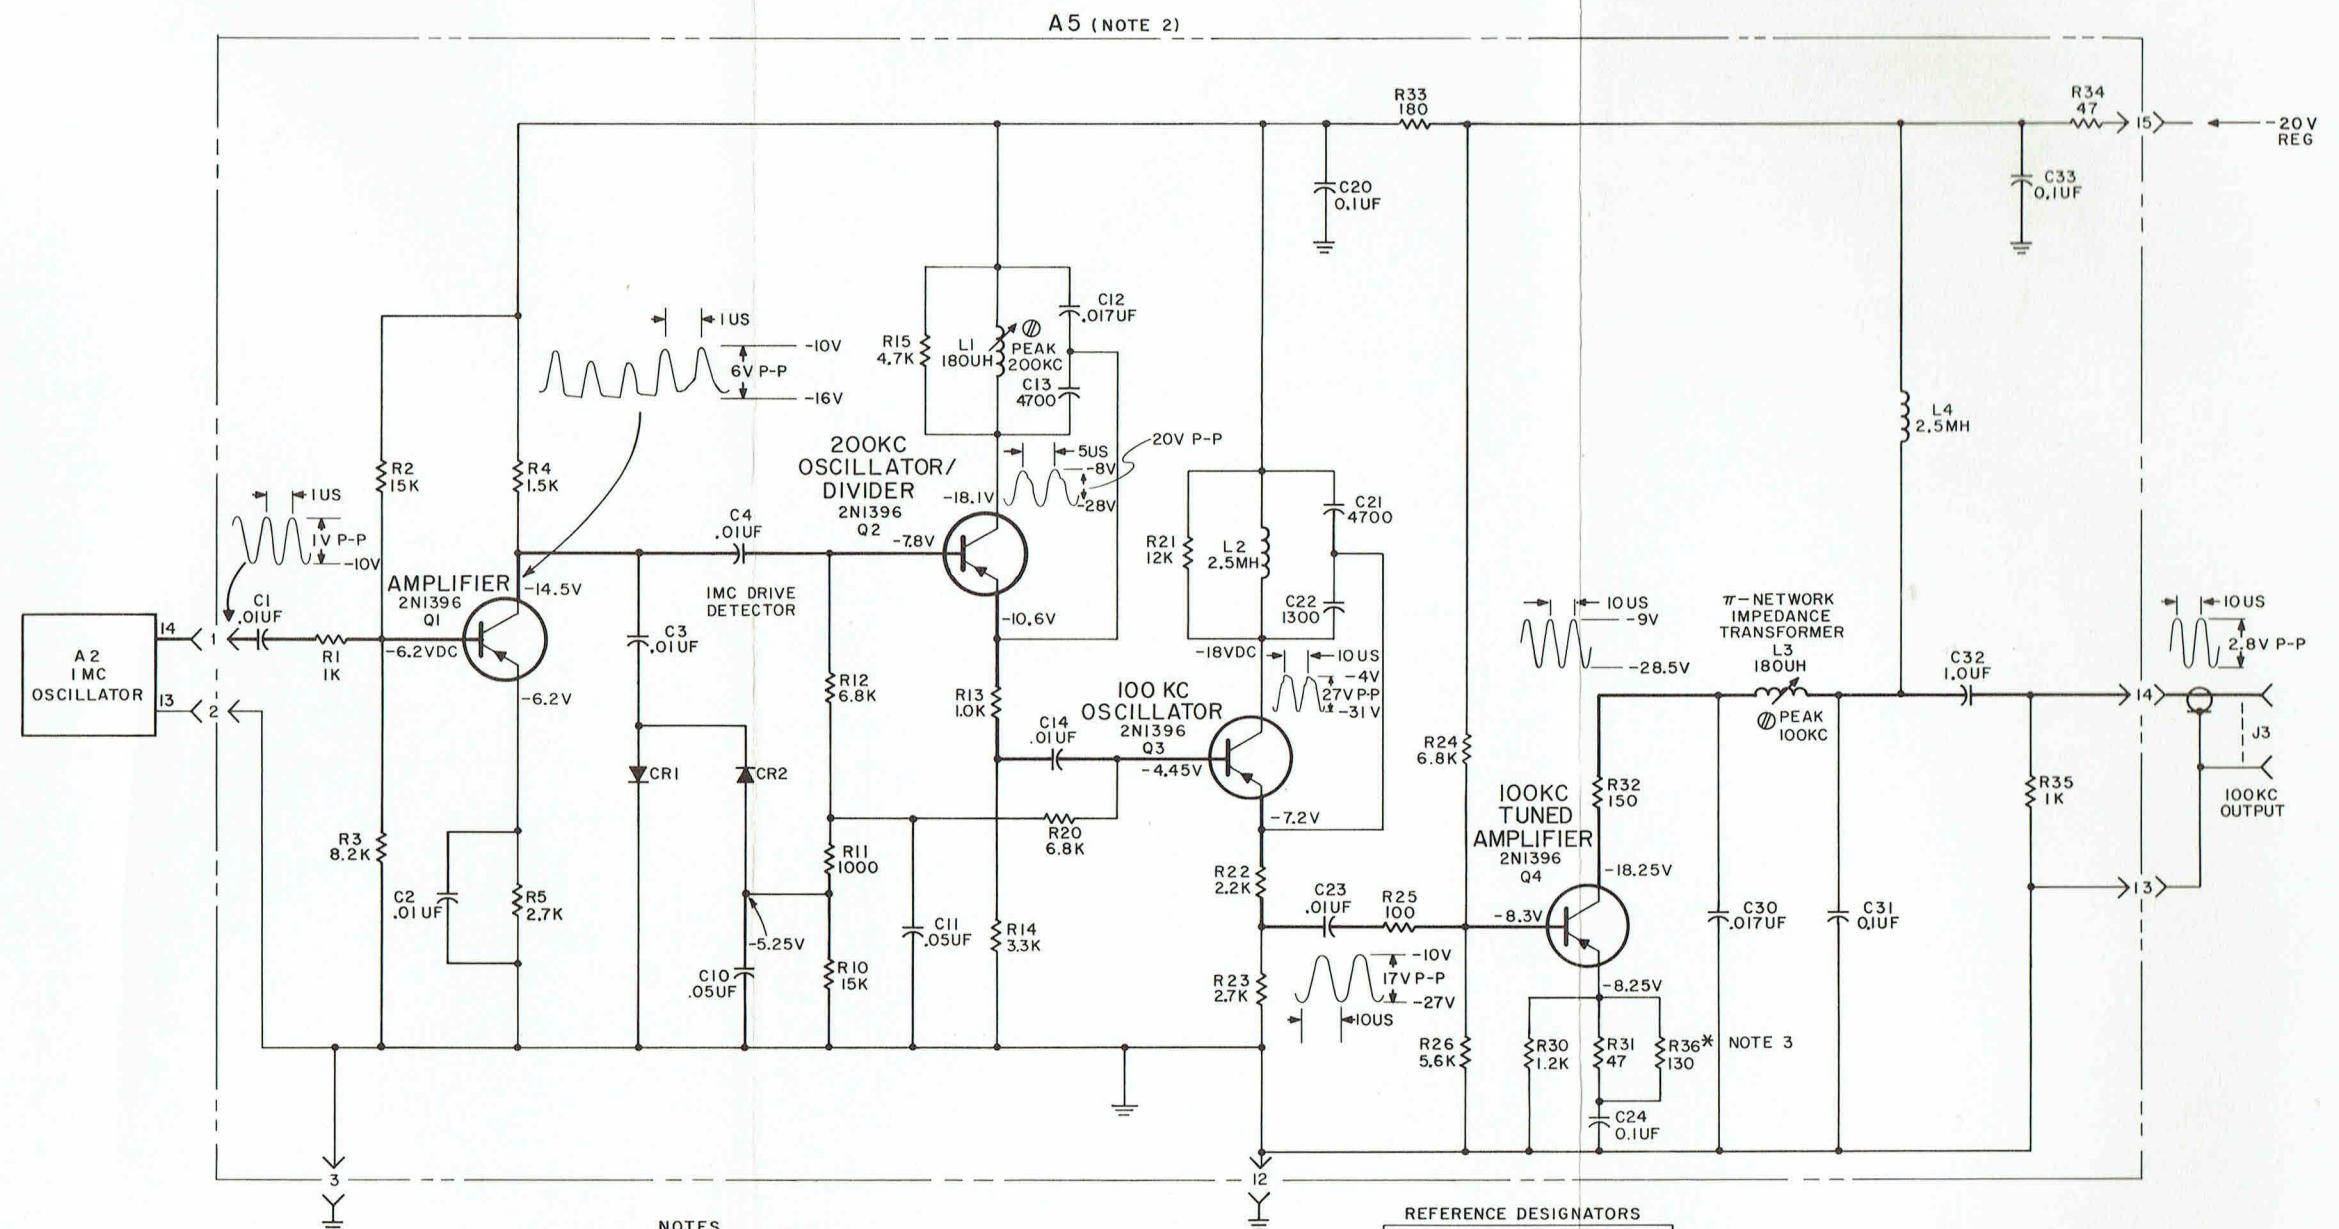 A5 (NOTE 2)
R33
180
R34
47
15
-20V
REG
C20
0.1UF
C33
0.1UF
1US
-10V
6V P-P
-16V
R15
4.7K
L1
180UH
PEAK
200KC
C12
.017UF
C13
4700
L4
2.5MH
200KC
OSCILLATOR/
DIVIDER
2N1396
Q2
-18.1V
5US
-8V
-28V
20V P-P
R2
15K
R4
1.5K
1US
1V P-P
-10V
C4
.01UF
-7.8V
1MC DRIVE
DETECTOR
R21
12K
L2
2.5MH
C21
4700
C22
1300
AMPLIFIER
2N1396
Q1
-14.5V
-6.2VDC
-6.2V
C1
.01UF
R1
1K
A2
1MC
OSCILLATOR
14
13
1
2
C3
.01UF
-10.6V
-18VDC
10US
-4V
27V P-P
-31V
10US
-9V
-28.5V
π-NETWORK
IMPEDANCE
TRANSFORMER
L3
180UH
PEAK
100KC
C32
1.0UF
10US
2.8V P-P
14
J3
100KC
OUTPUT
13
R12
6.8K
R13
1.0K
C14
.01UF
100 KC
OSCILLATOR
2N1396
Q3
-4.45V
-7.2V
R24
6.8K
R32
150
R35
1K
CR1
CR2
R20
6.8K
100KC
TUNED
AMPLIFIER
2N1396
Q4
-18.25V
-8.3V
-8.25V
R3
8.2K
C2
.01UF
R5
2.7K
R11
1000
-5.25V
C10
.05UF
R10
15K
C11
.05UF
R14
3.3K
R22
2.2K
C23
.01UF
R25
100
R23
2.7K
-10V
17V P-P
-27V
10US
C30
.017UF
C31
0.1UF
R26
5.6K
R30
1.2K
R31
47
R36*
130
NOTE 3
C24
0.1UF
3
12
NOTES
REFERENCE DESIGNATORS